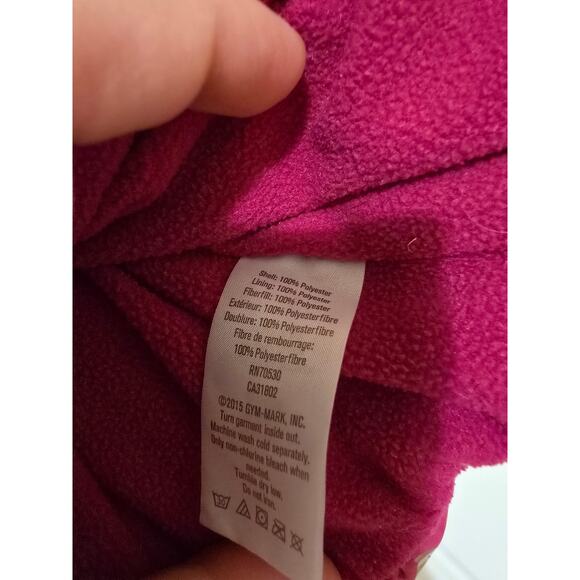 Shell: 100% Polyester
Lining: 100% Polyester
Fiberfill: 100% Polyester
Extérieur: 100% Polyesterfibre
Doublure: 100% Polyesterfibre
Fibre de rembourrage:
100% Polyesterfibre
RN70530
CA31802
©2015 GYM-MARK, INC.
Turn garment inside out.
Machine wash cold separately.
Only non-chlorine bleach when
needed.
Tumble dry low.
Do not iron.